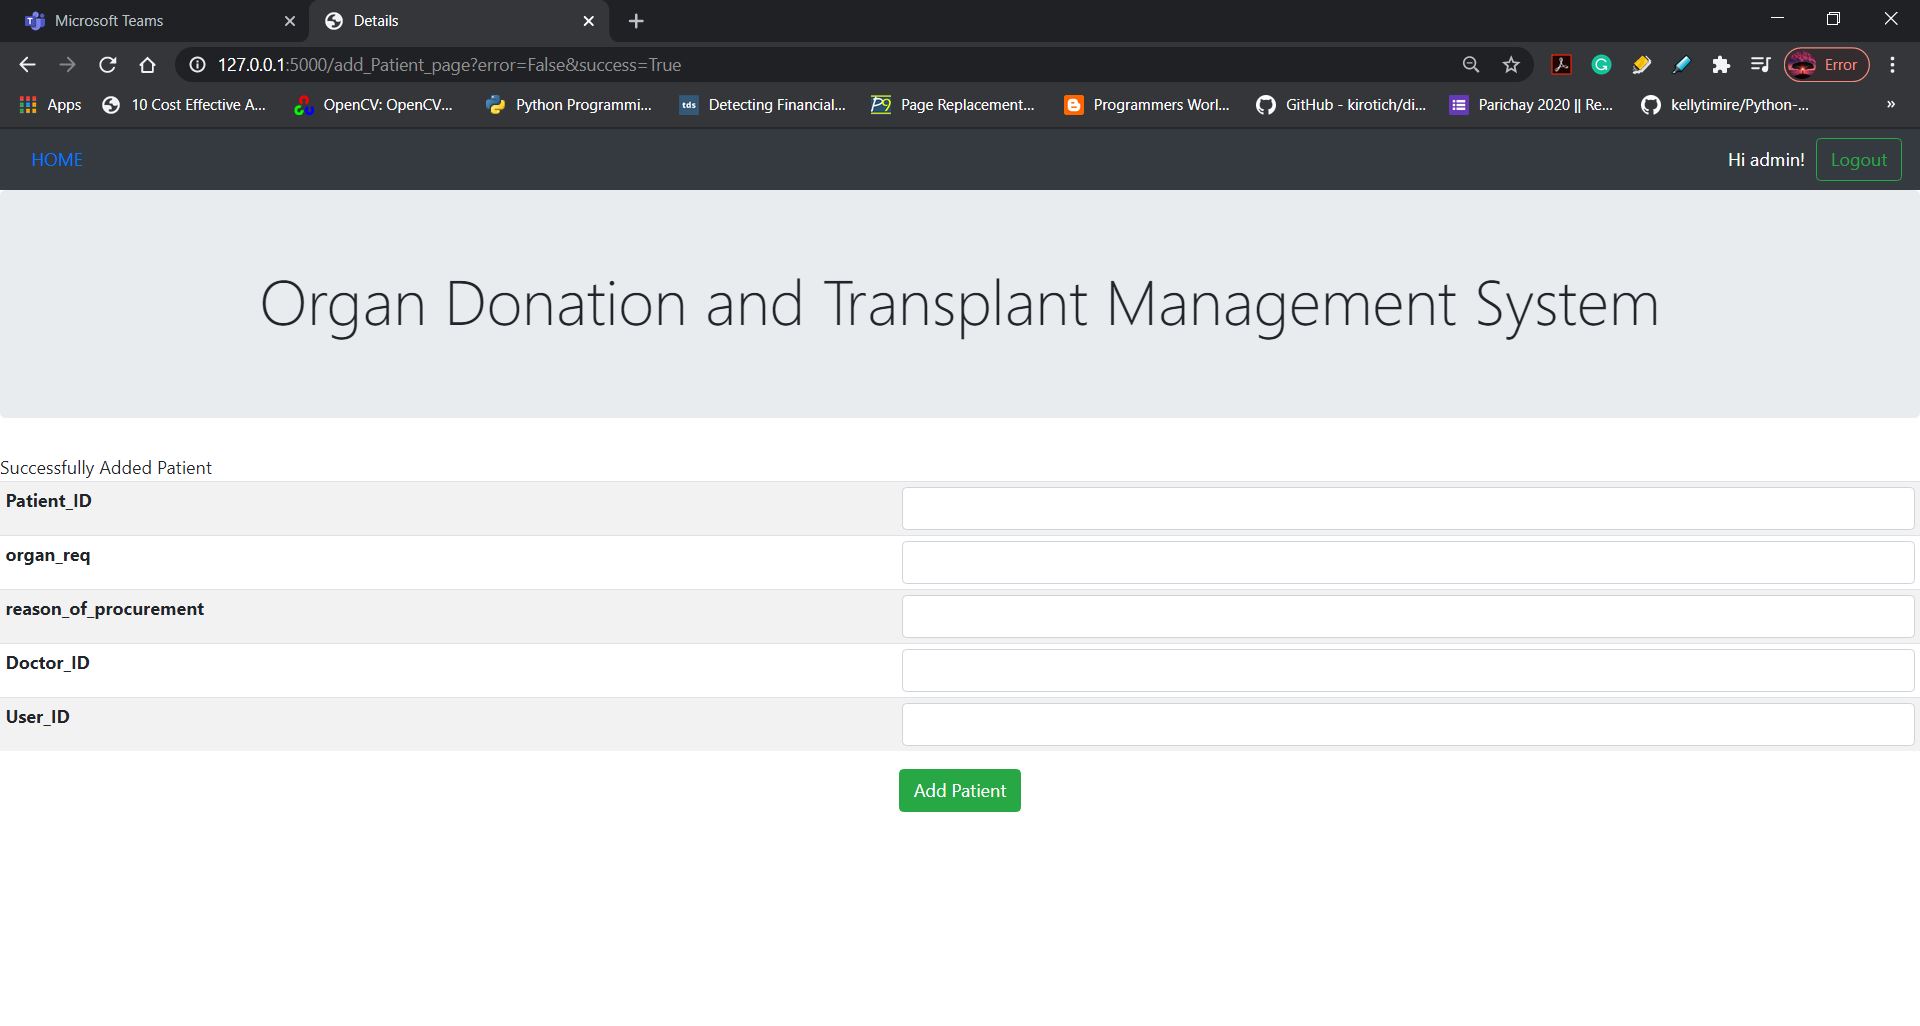 Microsoft Teams
Details
127.0.0.1:5000/add_Patient_page?error=False&success=True
Error
Apps
10 Cost Effective A...
OpenCV: OpenCV...
Python Programmi...
tds
Detecting Financial...
Page Replacement...
Programmers Worl...
GitHub - kirotich/di...
Parichay 2020 || Re...
kellytimire/Python-...
»
HOME
Hi admin!
Logout
Organ Donation and Transplant Management System
Successfully Added Patient
Patient_ID
organ_req
reason_of_procurement
Doctor_ID
User_ID
Add Patient